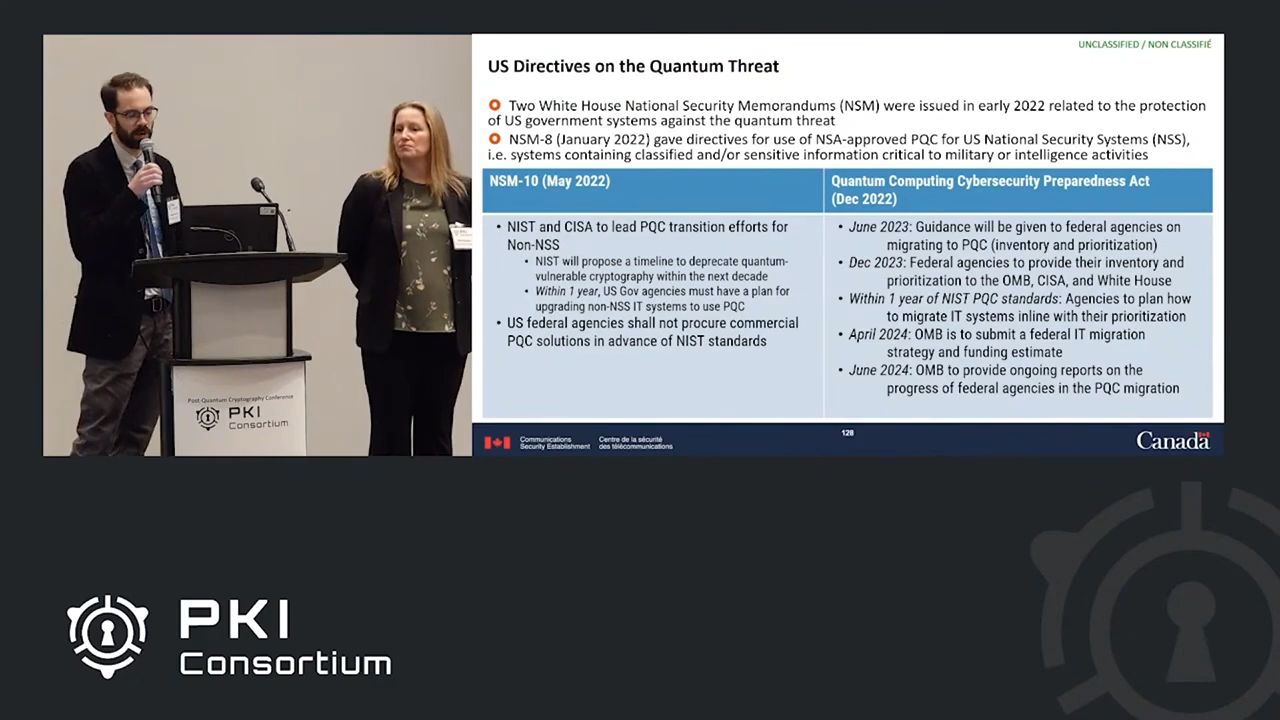 UNCLASSIFIED / NON CLASSIFIÉ
US Directives on the Quantum Threat
Two White House National Security Memorandums (NSM) were issued in early 2022 related to the protection
of US government systems against the quantum threat
NSM-8 (January 2022) gave directives for use of NSA-approved PQC for US National Security Systems (NSS),
i.e. systems containing classified and/or sensitive information critical to military or intelligence activities
NSM-10 (May 2022)
• NIST and CISA to lead PQC transition efforts for
Non-NSS
• NIST will propose a timeline to deprecate quantum-
vulnerable cryptography within the next decade
• Within 1 year, US Gov agencies must have a plan for
upgrading non-NSS IT systems to use PQC
• US federal agencies shall not procure commercial
PQC solutions in advance of NIST standards
Quantum Computing Cybersecurity Preparedness Act
(Dec 2022)
• June 2023: Guidance will be given to federal agencies on
migrating to PQC (inventory and prioritization)
• Dec 2023: Federal agencies to provide their inventory and
prioritization to the OMB, CISA, and White House
• Within 1 year of NIST PQC standards: Agencies to plan how
to migrate IT systems inline with their prioritization
• April 2024: OMB is to submit a federal IT migration
strategy and funding estimate
• June 2024: OMB to provide ongoing reports on the
progress of federal agencies in the PQC migration
Communications
Security Establishment
Centre de la sécurité
des télécommunications
128
Canada
Post-Quantum Cryptography Conference
PKI
Consortium
PKI
Consortium